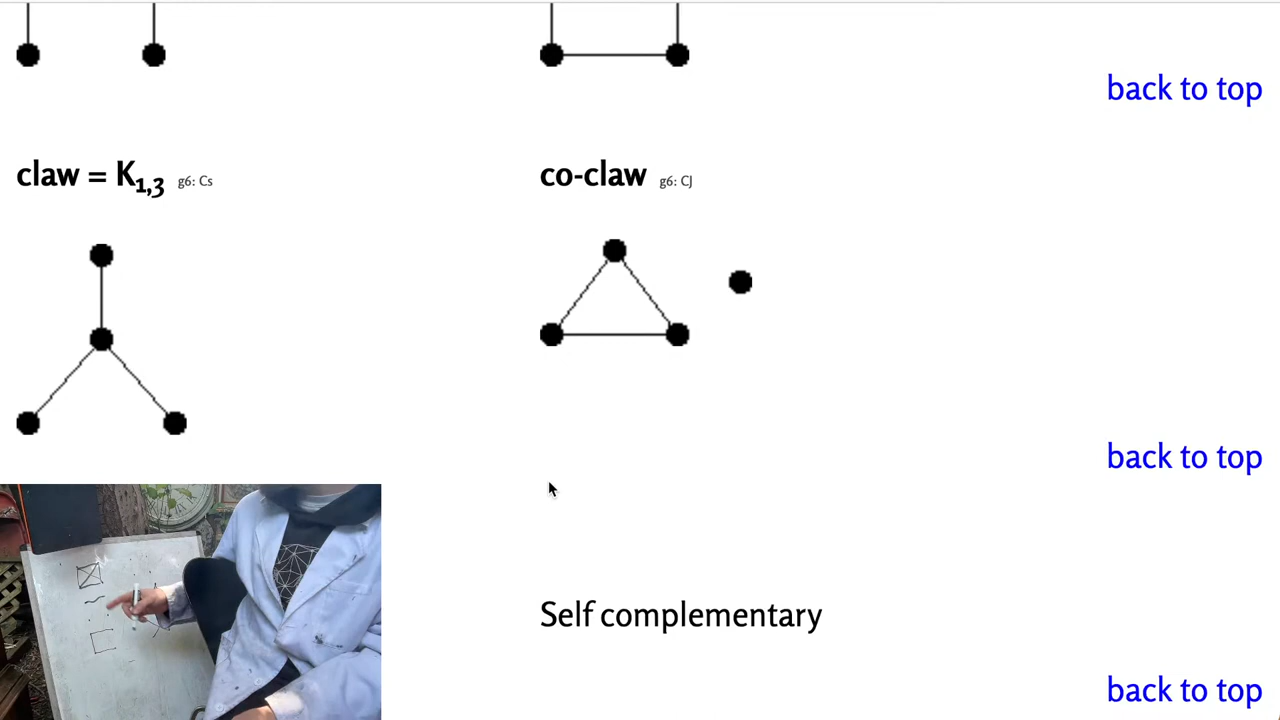 back to top
claw = K1,3 g6: Cs
co-claw g6: CJ
back to top
Self complementary
back to top